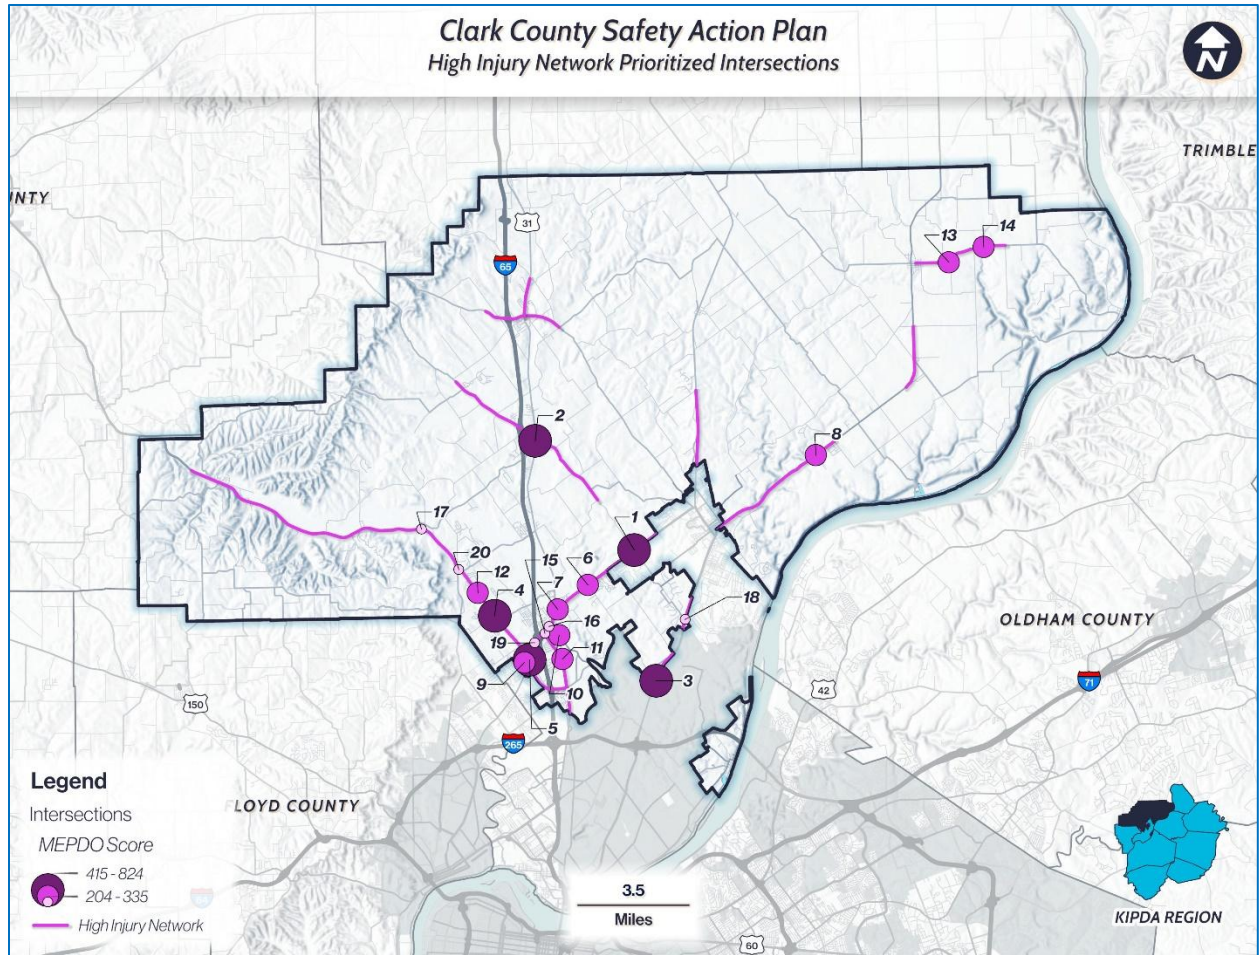 Clark County Safety Action Plan
High Injury Network Prioritized Intersections
N
TRIMBLE
UNTY
31
65
13
14
2
8
1
17
15
6
20
7
12
4
16
18
OLDHAM COUNTY
19
11
9
10
3
5
71
42
150
265
Legend
Intersections
MEPDO Score
415 - 824
204 - 335
High Injury Network
LOYD COUNTY
64
3.5
Miles
60
KIPDA REGION